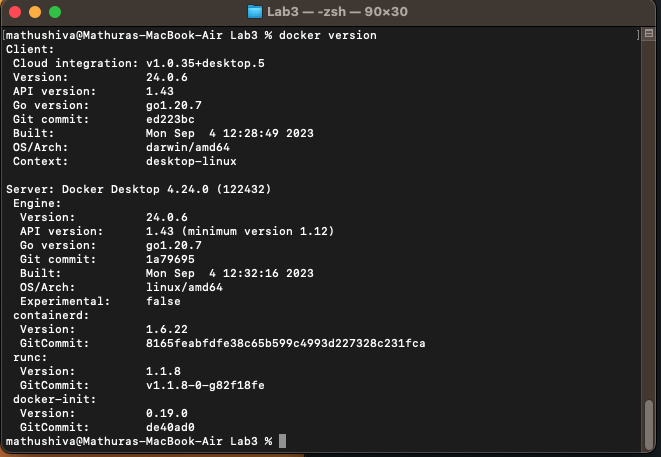 Lab3 — -zsh — 90×30
[mathushiva@Mathuras-MacBook-Air Lab3 % docker version ]
Client:
 Cloud integration: v1.0.35+desktop.5
 Version:           24.0.6
 API version:       1.43
 Go version:        go1.20.7
 Git commit:        ed223bc
 Built:             Mon Sep  4 12:28:49 2023
 OS/Arch:           darwin/amd64
 Context:           desktop-linux

Server: Docker Desktop 4.24.0 (122432)
 Engine:
  Version:          24.0.6
  API version:      1.43 (minimum version 1.12)
  Go version:       go1.20.7
  Git commit:       1a79695
  Built:            Mon Sep  4 12:32:16 2023
  OS/Arch:          linux/amd64
  Experimental:     false
 containerd:
  Version:          1.6.22
  GitCommit:        8165feabfdfe38c65b599c4993d227328c231fca
 runc:
  Version:          1.1.8
  GitCommit:        v1.1.8-0-g82f18fe
 docker-init:
  Version:          0.19.0
  GitCommit:        de40ad0
mathushiva@Mathuras-MacBook-Air Lab3 %